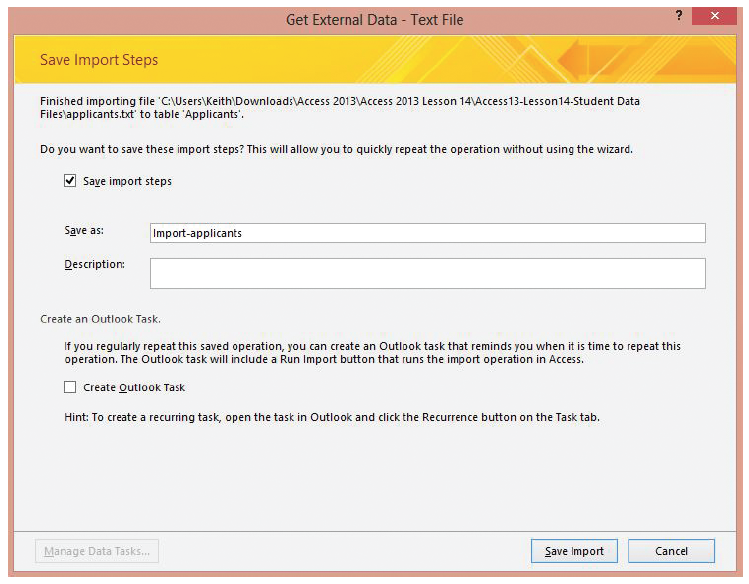 Get External Data - Text File
?
Save Import Steps
Finished importing file 'C:\Users\Keith\Downloads\Access 2013\Access 2013 Lesson 14\Access13-Lesson14-Student Data
Files\applicants.txt' to table 'Applicants'.
Do you want to save these import steps? This will allow you to quickly repeat the operation without using the wizard.
Save import steps
Save as:
Import-applicants
Description:
Create an Outlook Task.
If you regularly repeat this saved operation, you can create an Outlook task that reminds you when it is time to repeat this
operation. The Outlook task will include a Run Import button that runs the import operation in Access.
Create Outlook Task
Hint: To create a recurring task, open the task in Outlook and click the Recurrence button on the Task tab.
Manage Data Tasks...
Save Import
Cancel